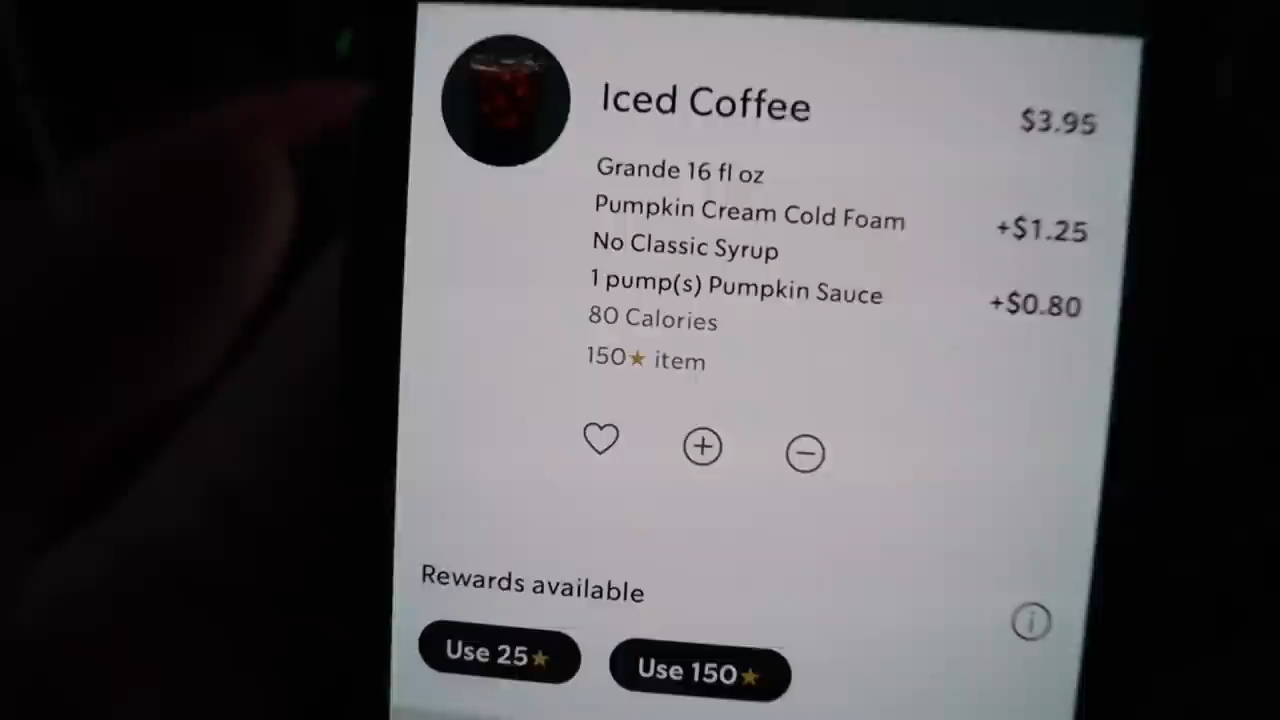 Iced Coffee $3.95
Grande 16 fl oz
Pumpkin Cream Cold Foam +$1.25
No Classic Syrup
1 pump(s) Pumpkin Sauce +$0.80
80 Calories
150★ item
Rewards available
Use 25★ Use 150★